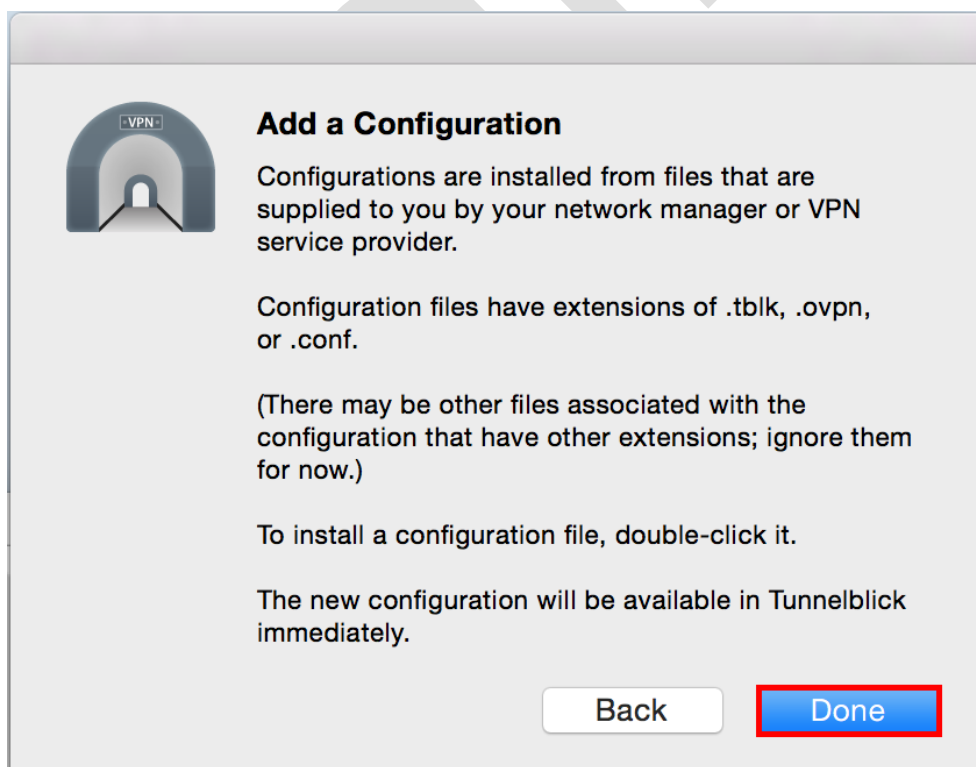 ·VPN·
Add a Configuration
Configurations are installed from files that are
supplied to you by your network manager or VPN
service provider.
Configuration files have extensions of .tblk, .ovpn,
or .conf.
(There may be other files associated with the
configuration that have other extensions; ignore them
for now.)
To install a configuration file, double-click it.
The new configuration will be available in Tunnelblick
immediately.
Back
Done